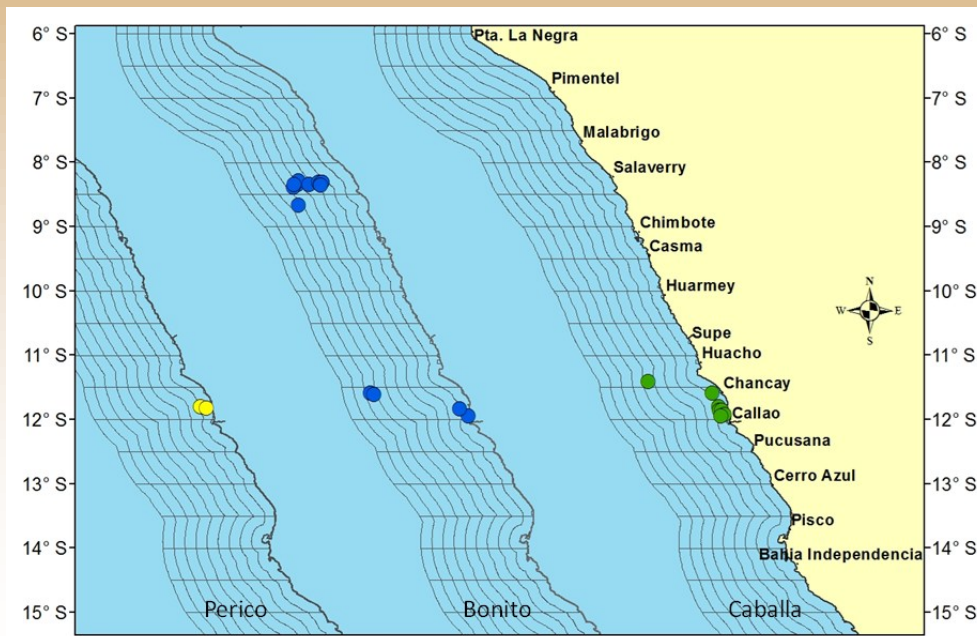 6° S
Pta. La Negra
6° S
Pimentel
7° S
7° S
Malabrigo
8° S
Salaverry
8° S
9° S
Chimbote
9° S
Casma
10° S
Huarmey
10° S
N
W
E
S
Supe
11° S
Huacho
11° S
Chancay
12° S
Callao
12° S
Pucusana
13° S
Cerro Azul
13° S
Pisco
14° S
Bahia Independencia
14° S
15° S
Perico
Bonito
Caballa
15° S